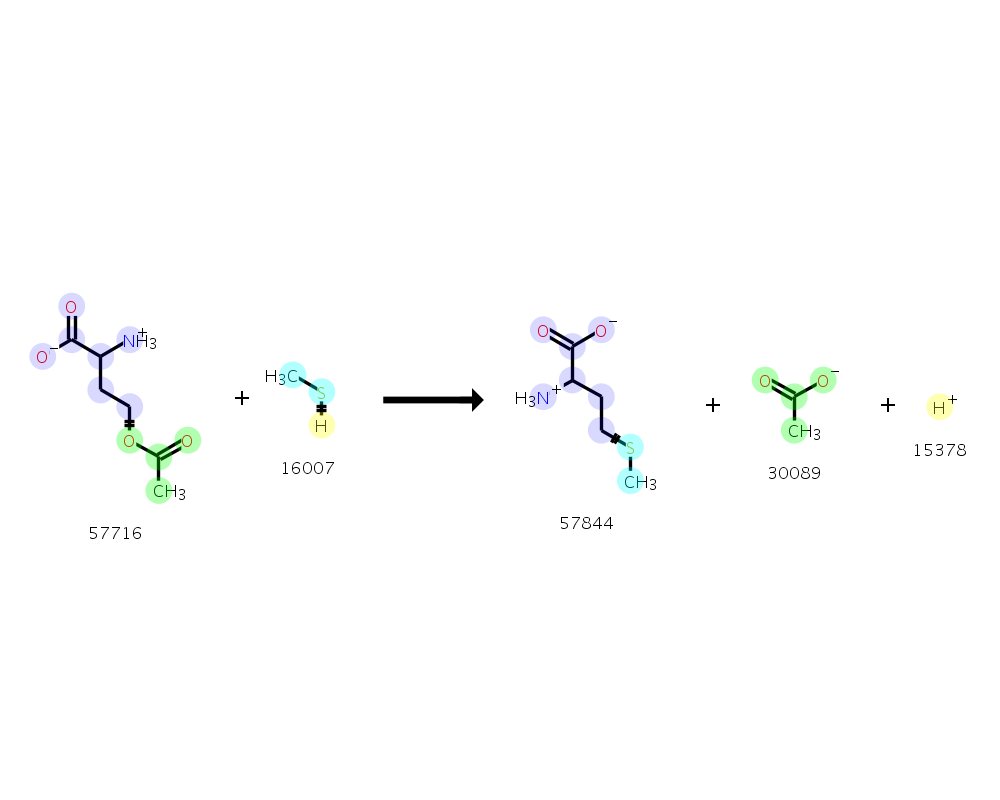 O
O⁻
NH₃⁺
O
O
CH₃
57716
+
H₃C
S
H
16007
O
O⁻
H₃N⁺
S
CH₃
57844
+
O
O⁻
CH₃
30089
+
H⁺
15378